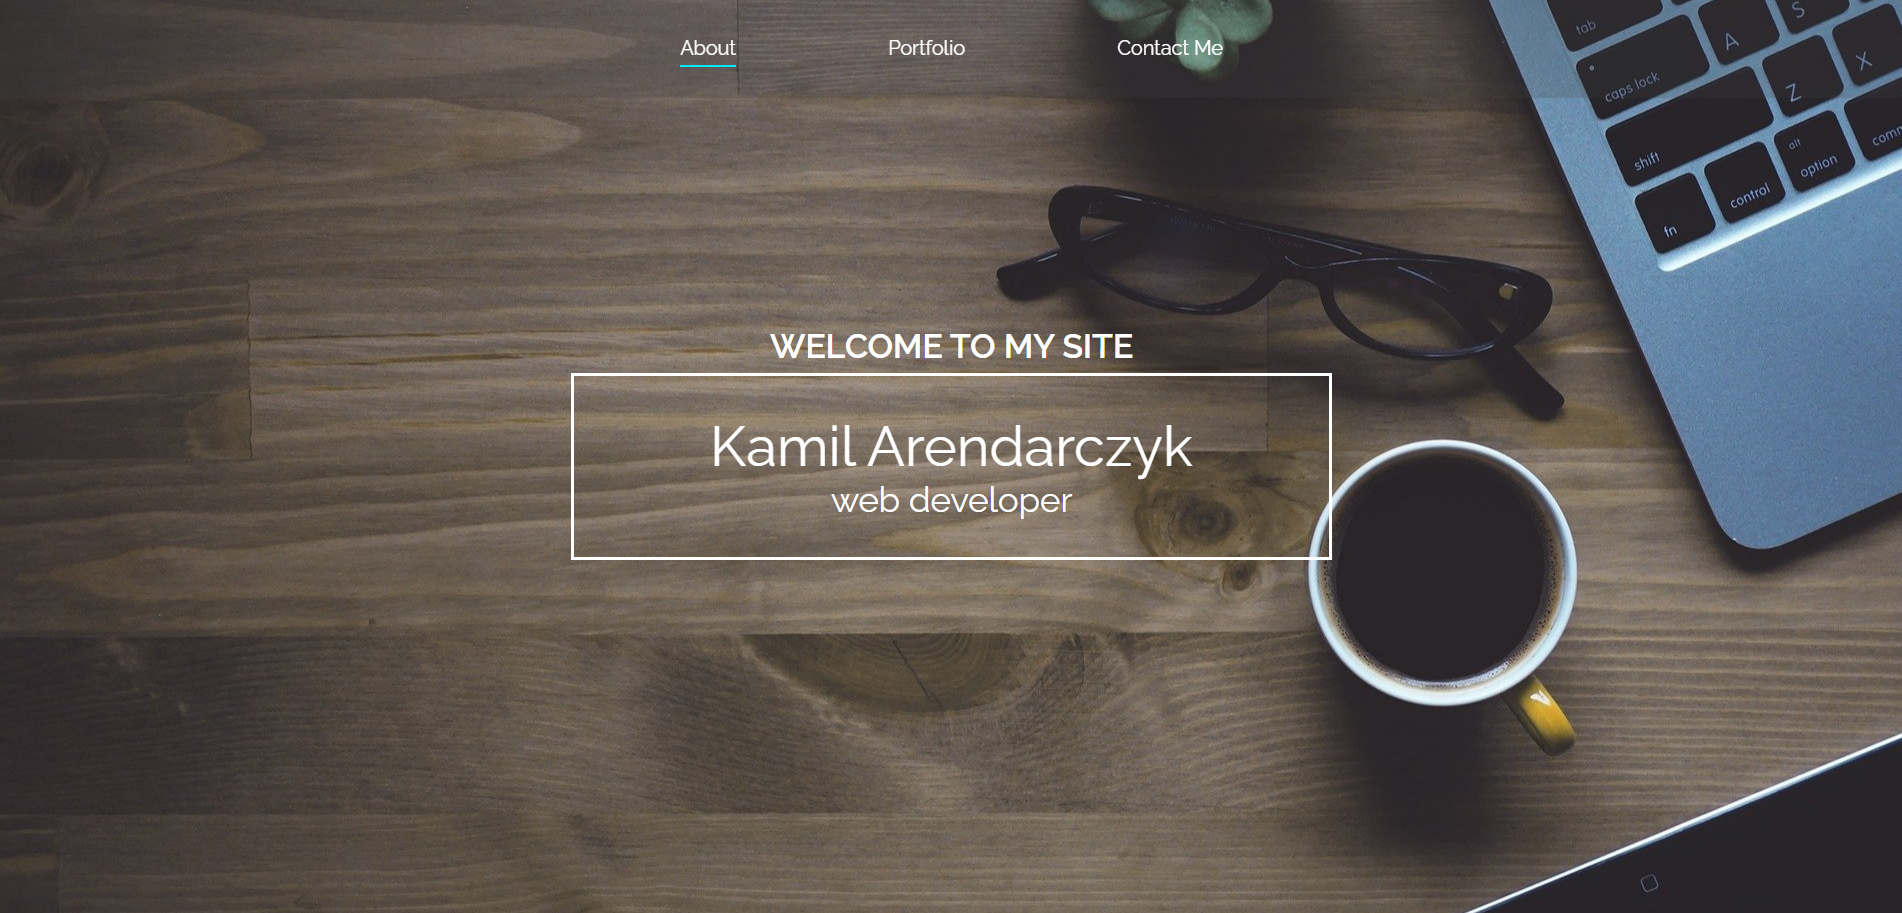 About
Portfolio
Contact Me
tab
A
S
caps lock
Z
X
shift
alt
option
fn
control
WELCOME TO MY SITE
Kamil Arendarczyk
web developer